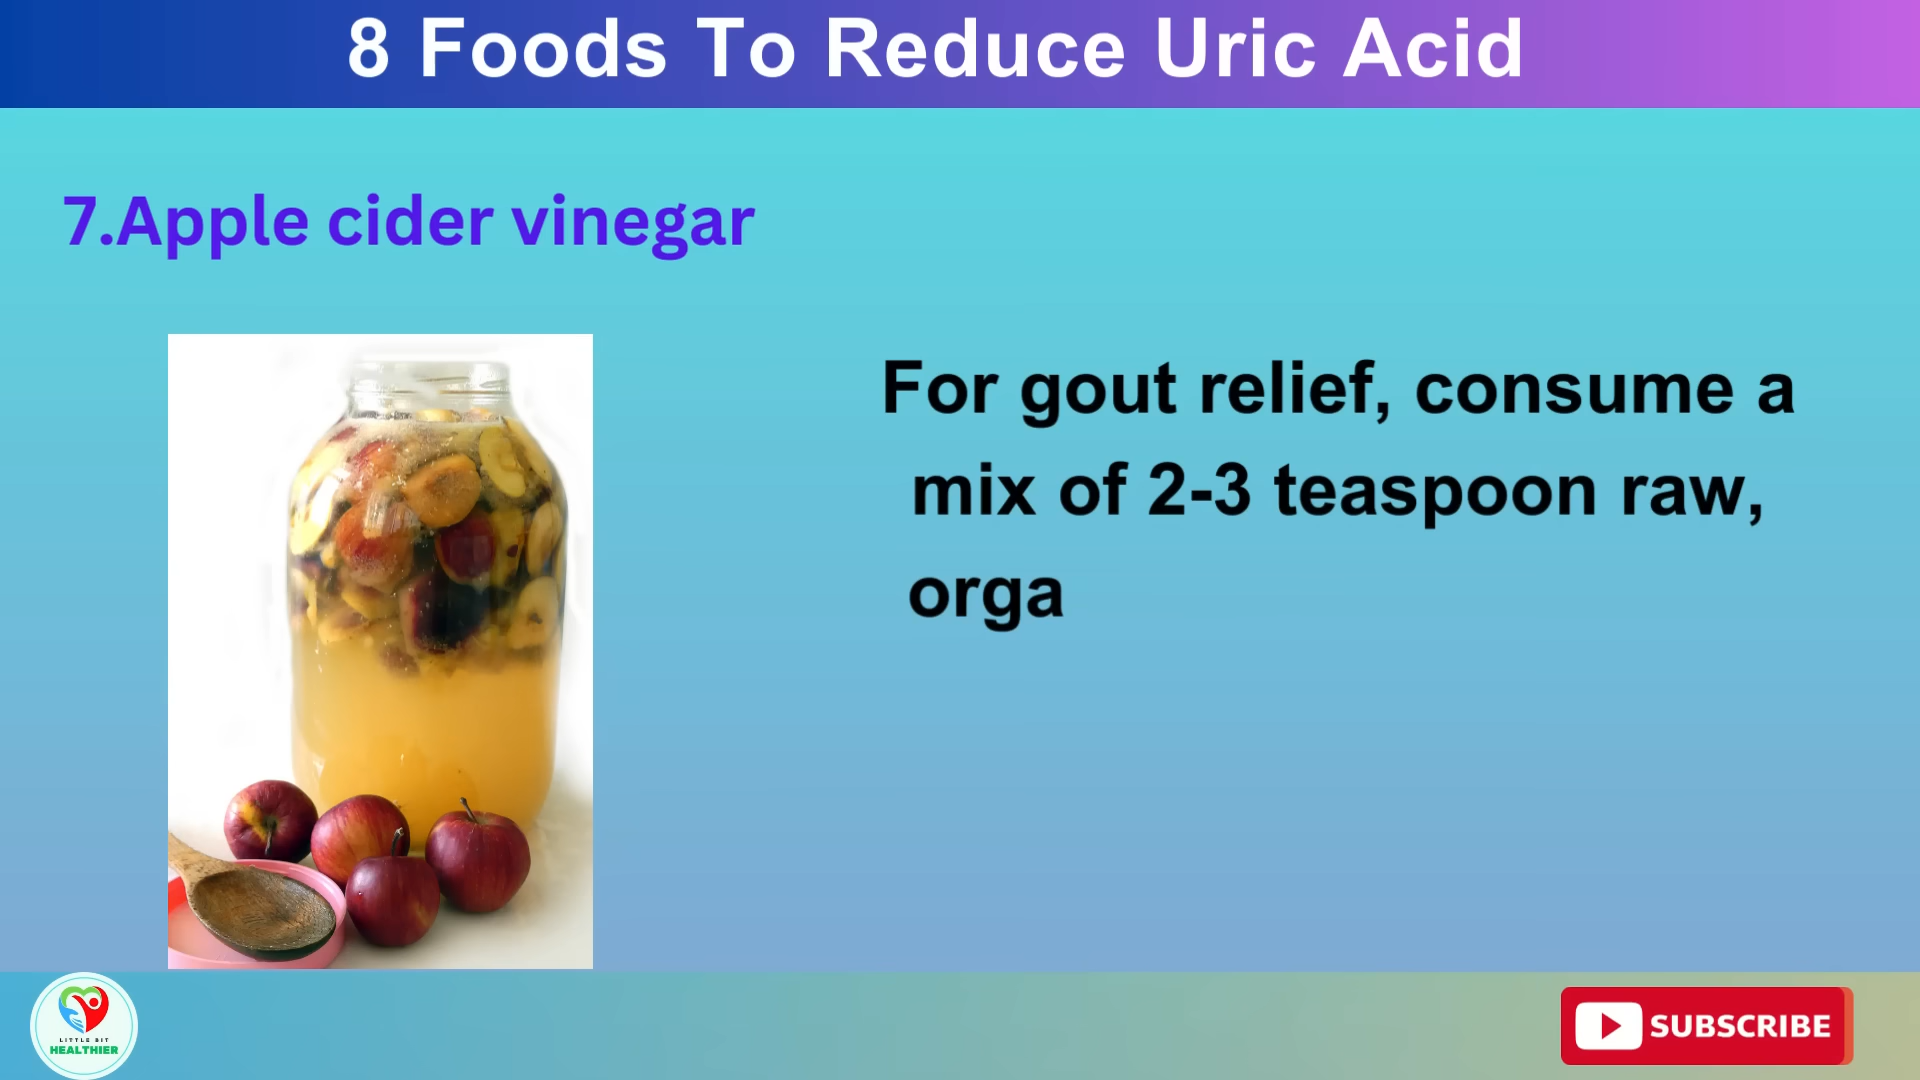 8 Foods To Reduce Uric Acid
7.Apple cider vinegar
For gout relief, consume a
mix of 2-3 teaspoon raw,
orga
LITTLE BIT
HEALTHIER
SUBSCRIBE